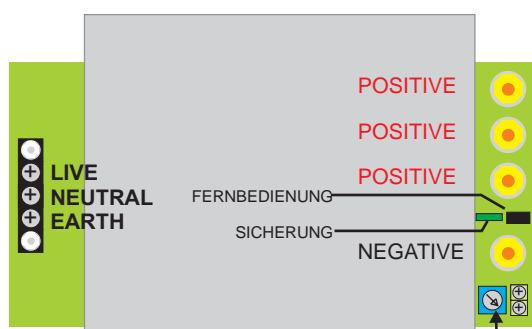 POSITIVE
POSITIVE
LIVE
POSITIVE
NEUTRAL
FERNBEDIENUNG
EARTH
SICHERUNG
NEGATIVE